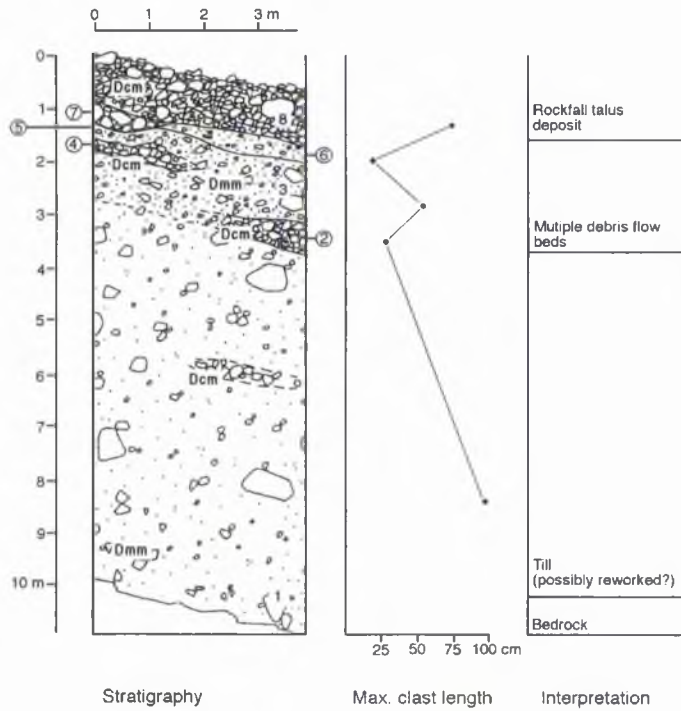 0 1 2 3 m
0
1
2
3
4
5
6
7
8
9
10 m
⑦
⑤
④
⑥
②
Dcm
8
Dcm
Dmm
3
Dcm
Dcm
Dmm
1
25 50 75 100 cm
Rockfall talus
deposit
Mutiple debris flow
beds
Till
(possibly reworked?)
Bedrock
Stratigraphy
Max. clast length
Interpretation